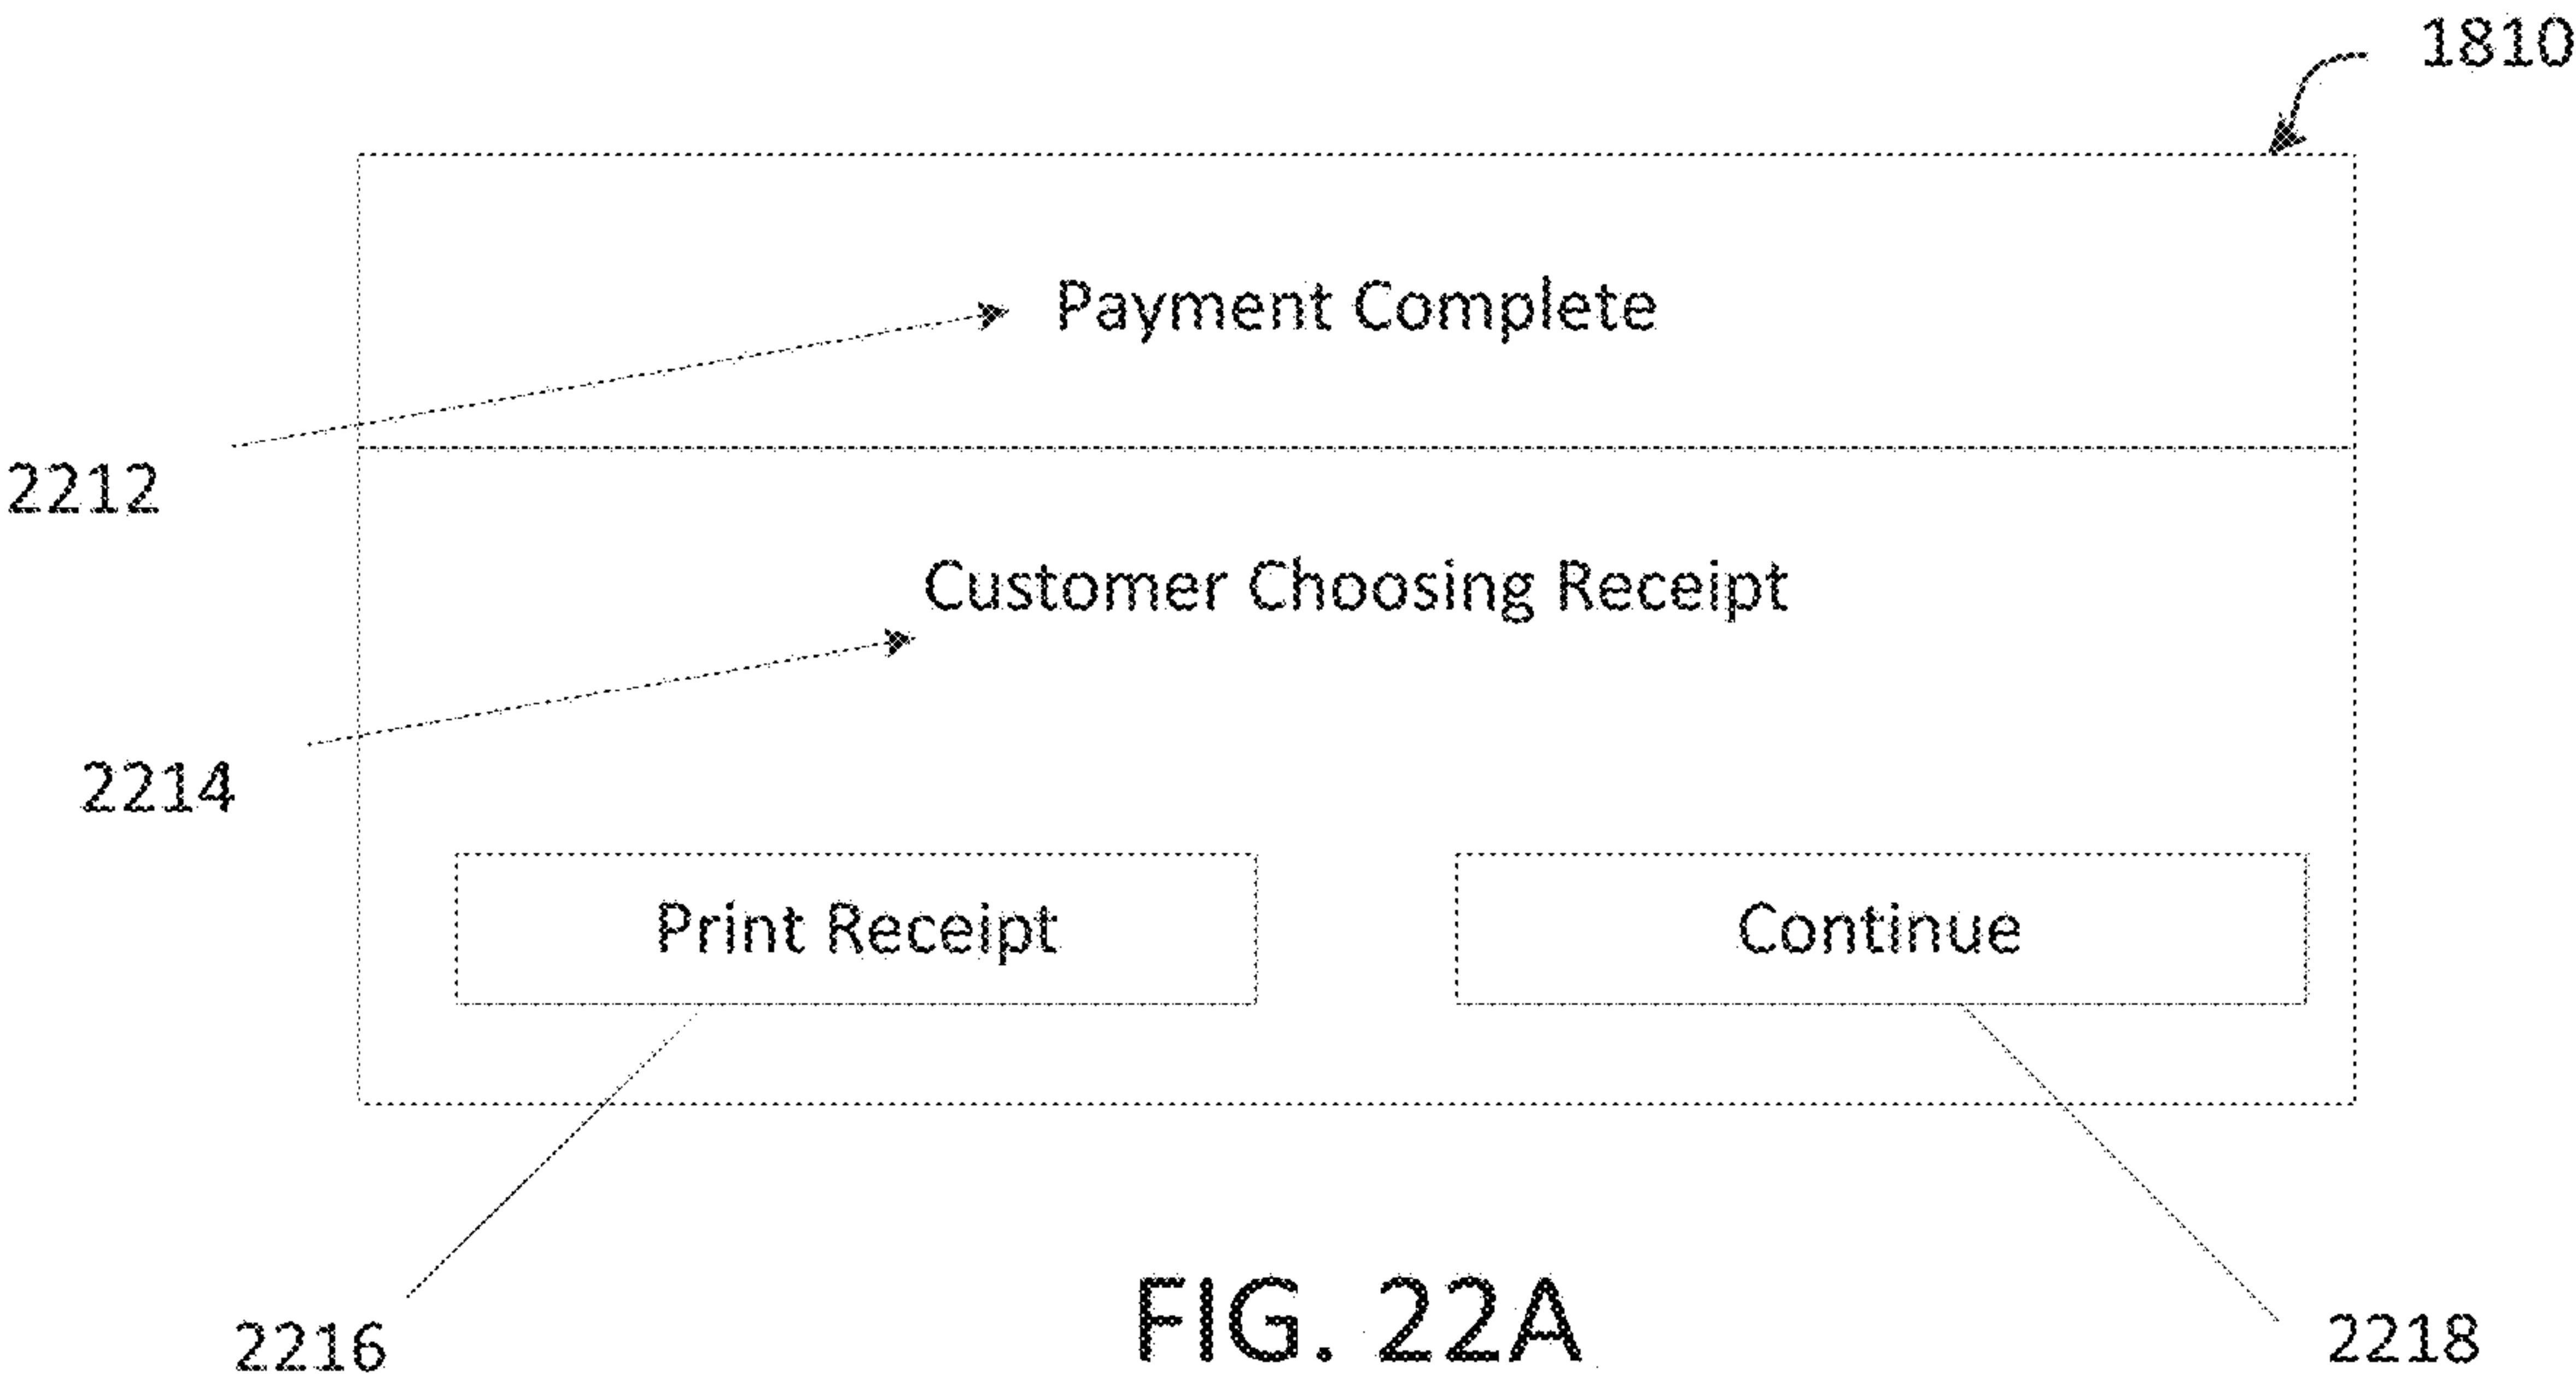 1810
Payment Complete
2212
Customer Choosing Receipt
2214
Print Receipt
Continue
2216
FIG. 22A
2218